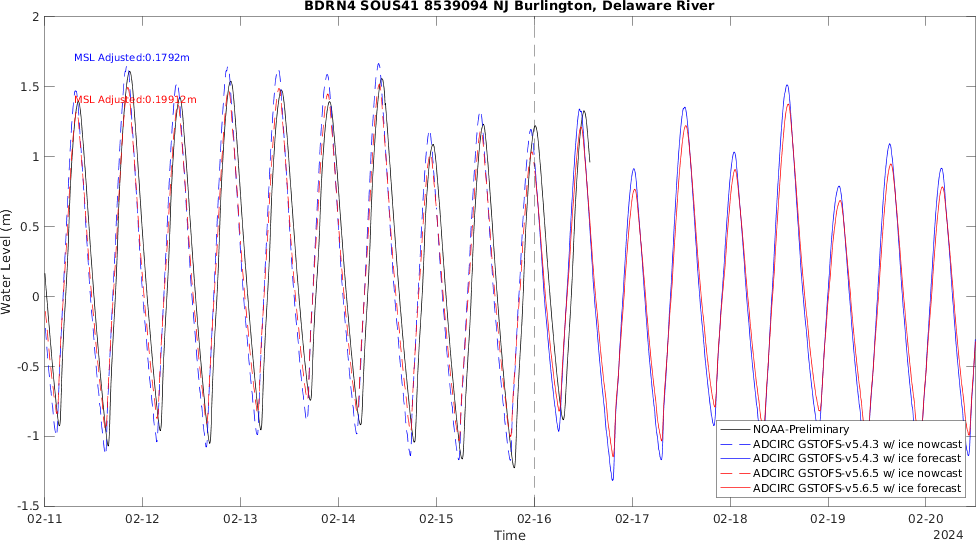 BDRN4 SOUS41 8539094 NJ Burlington, Delaware River
2
1.5
1
0.5
0
-0.5
-1
-1.5
Water Level (m)
MSL Adjusted:0.1792m
MSL Adjusted:0.19912m
NOAA-Preliminary
ADCIRC GSTOFS-v5.4.3 w/ ice nowcast
ADCIRC GSTOFS-v5.4.3 w/ ice forecast
ADCIRC GSTOFS-v5.6.5 w/ ice nowcast
ADCIRC GSTOFS-v5.6.5 w/ ice forecast
02-11 02-12 02-13 02-14 02-15 02-16 02-17 02-18 02-19 02-20
Time
2024